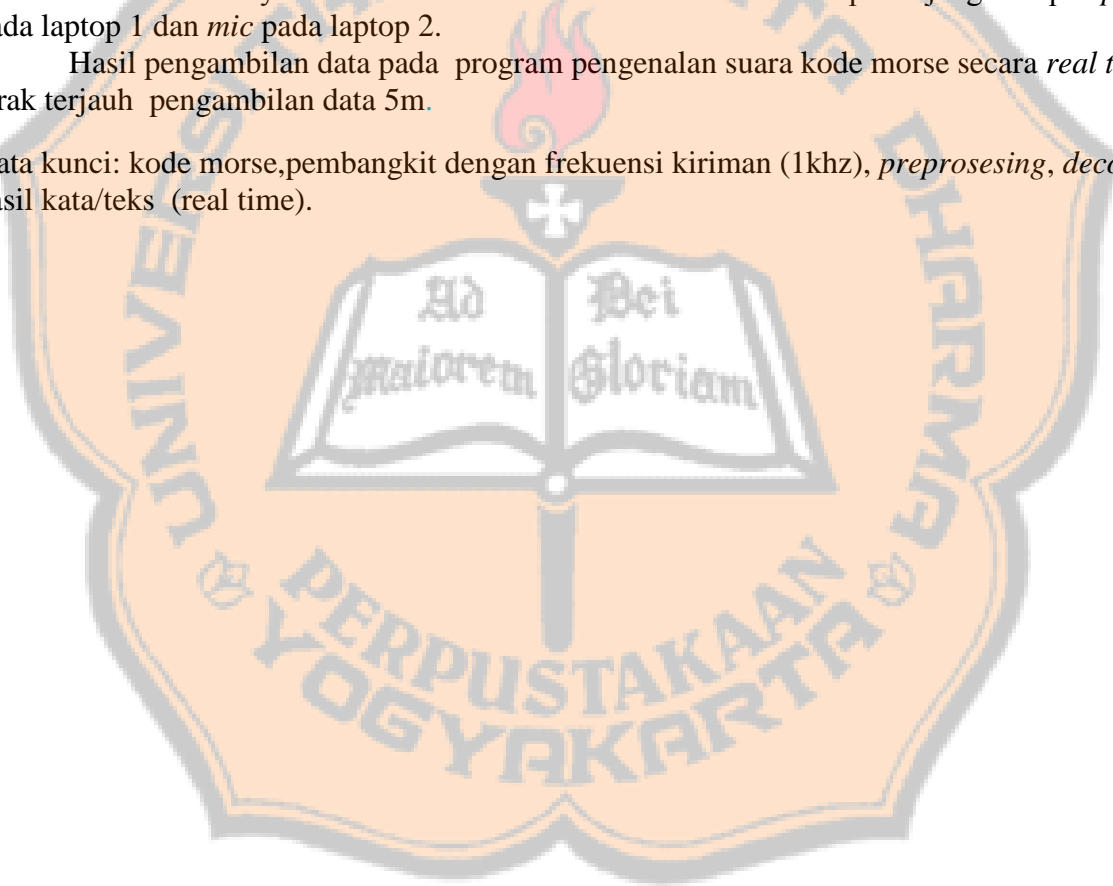 pada laptop 1 dan mic pada laptop 2.
Hasil pengambilan data pada program pengenalan suara kode morse secara real
rak terjauh pengambilan data 5m.
ata kunci: kode morse,pembangkit dengan frekuensi kiriman (1khz), preprosesing,
asil kata/teks (real time).
Ad Dei
maiorem Gloriam
DHARMA
PERPUSTAKAAN
YOGYAKARTA